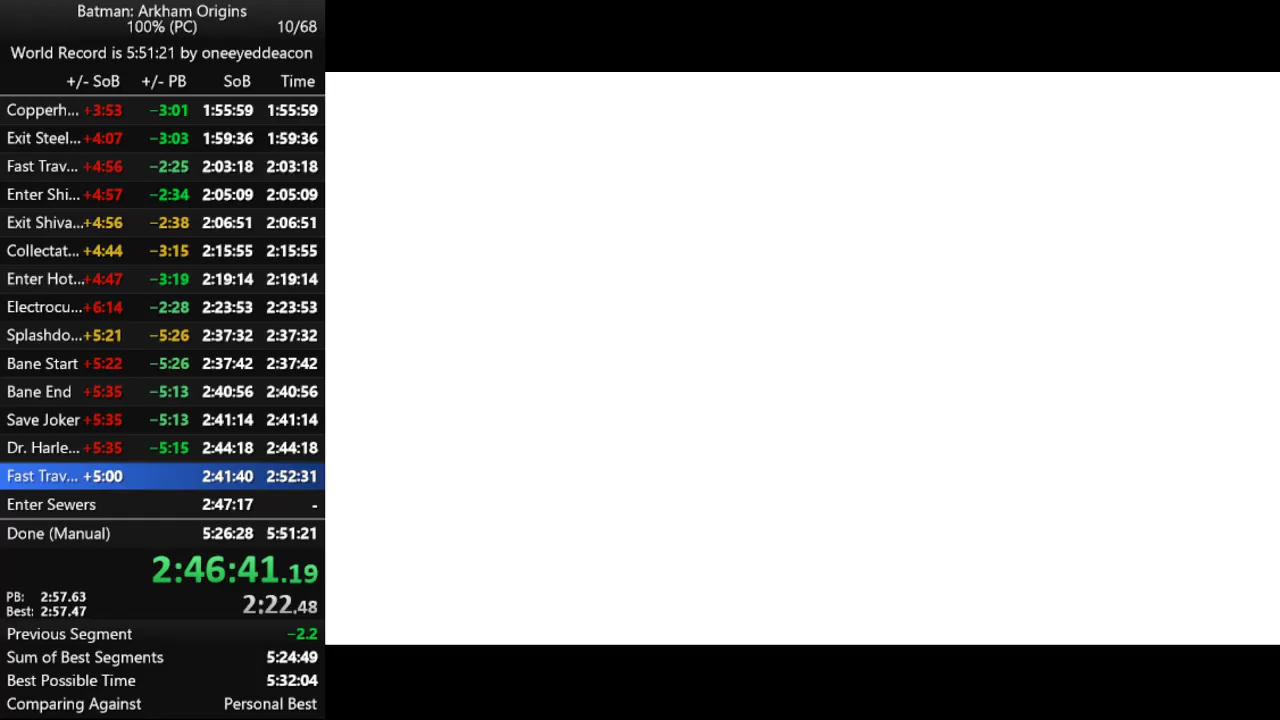 Batman: Arkham Origins
100% (PC) 10/68
World Record is 5:51:21 by oneeyeddeacon
+/- SoB +/- PB SoB Time
Copperh... +3:53 −3:01 1:55:59 1:55:59
Exit Steel... +4:07 −3:03 1:59:36 1:59:36
Fast Trav... +4:56 −2:25 2:03:18 2:03:18
Enter Shi... +4:57 −2:34 2:05:09 2:05:09
Exit Shiva... +4:56 −2:38 2:06:51 2:06:51
Collectat... +4:44 −3:15 2:15:55 2:15:55
Enter Hot... +4:47 −3:19 2:19:14 2:19:14
Electrocu... +6:14 −2:28 2:23:53 2:23:53
Splashdo... +5:21 −5:26 2:37:32 2:37:32
Bane Start +5:22 −5:26 2:37:42 2:37:42
Bane End +5:35 −5:13 2:40:56 2:40:56
Save Joker +5:35 −5:13 2:41:14 2:41:14
Dr. Harle... +5:35 −5:15 2:44:18 2:44:18
Fast Trav... +5:00 2:41:40 2:52:31
Enter Sewers 2:47:17 -
Done (Manual) 5:26:28 5:51:21
2:46:41.19
PB: 2:57.63
Best: 2:57.47
2:22.48
Previous Segment −2.2
Sum of Best Segments 5:24:49
Best Possible Time 5:32:04
Comparing Against Personal Best